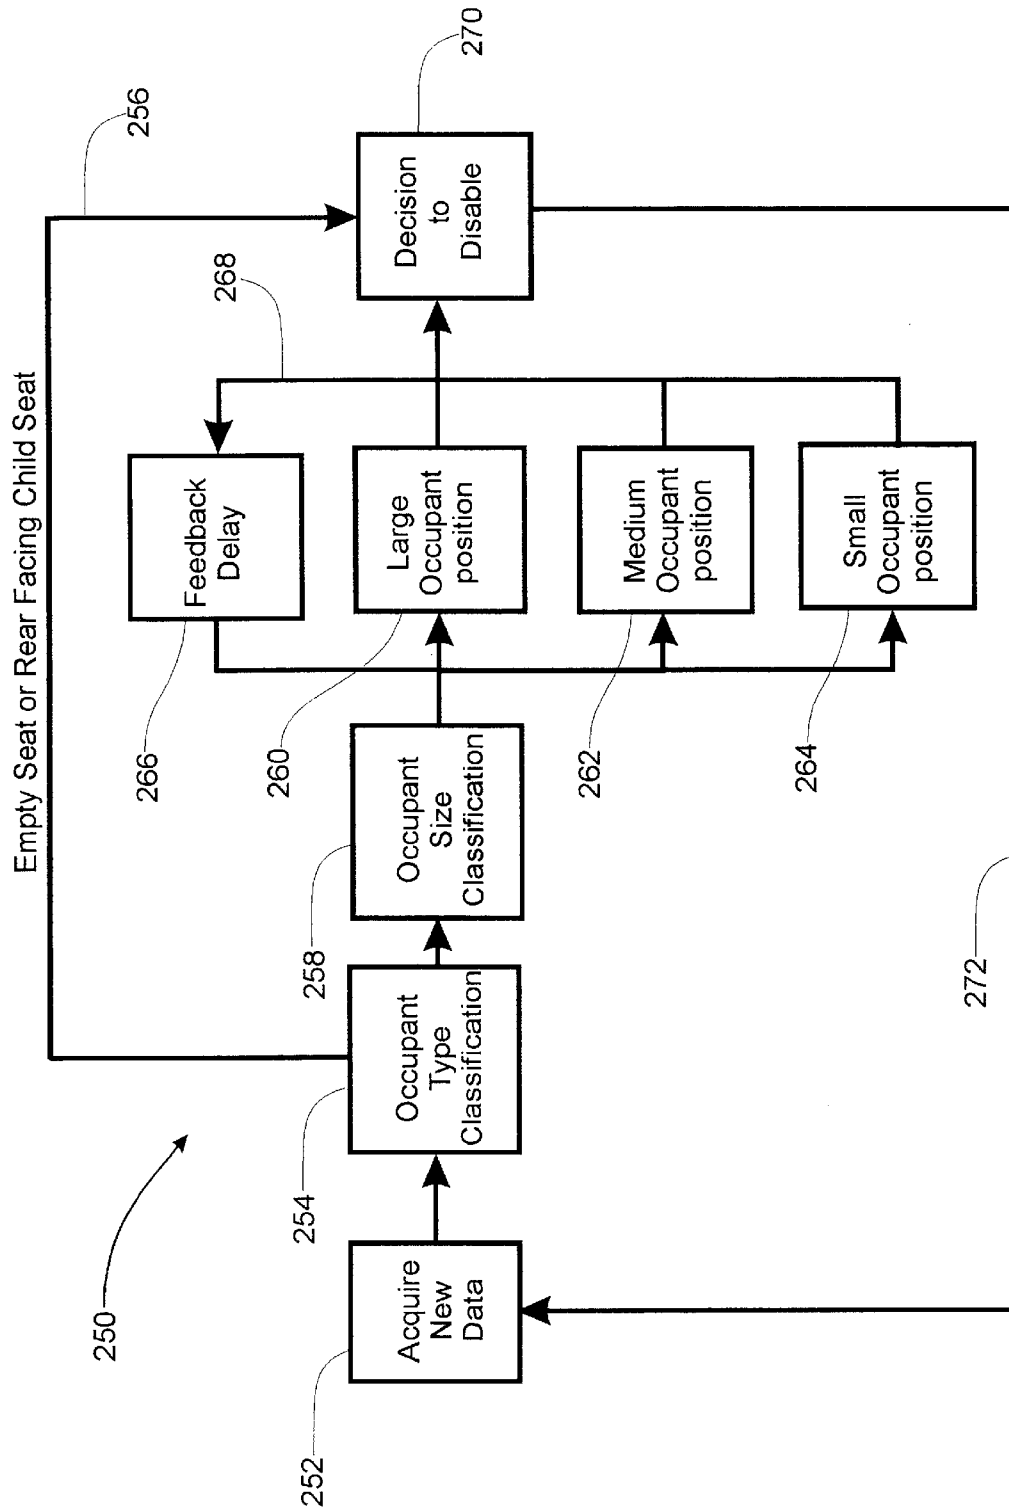 Empty Seat or Rear Facing Child Seat
256
250
252
Acquire
New
Data
254
Occupant
Type
Classification
258
Occupant
Size
Classification
266
Feedback
Delay
268
260
Large
Occupant
position
262
Medium
Occupant
position
264
Small
Occupant
position
270
Decision
to
Disable
272